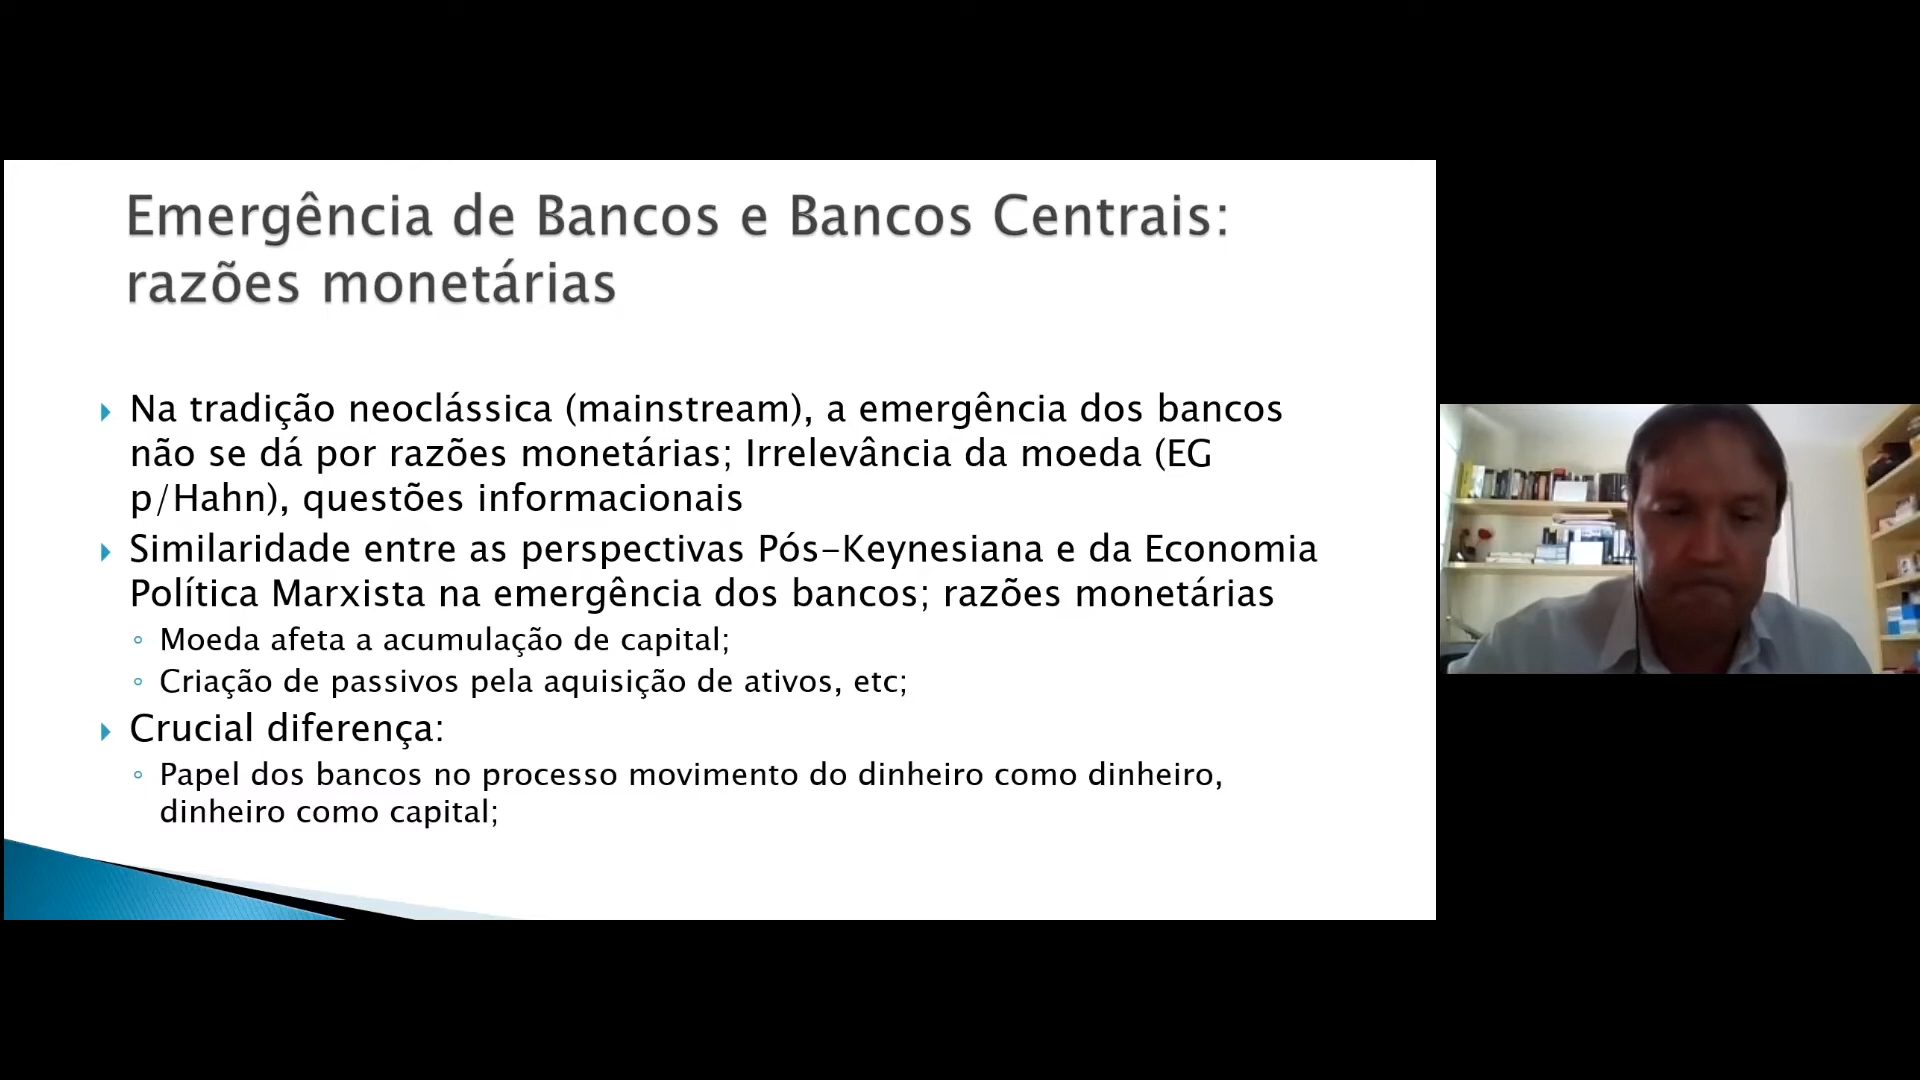 Emergência de Bancos e Bancos Centrais:
razões monetárias
Na tradição neoclássica (mainstream), a emergência dos bancos
não se dá por razões monetárias; Irrelevância da moeda (EG
p/Hahn), questões informacionais
Similaridade entre as perspectivas Pós-Keynesiana e da Economia
Política Marxista na emergência dos bancos; razões monetárias
Moeda afeta a acumulação de capital;
Criação de passivos pela aquisição de ativos, etc;
Crucial diferença:
Papel dos bancos no processo movimento do dinheiro como dinheiro,
dinheiro como capital;